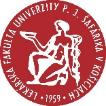 LEKÁRSKA FAKULTA UNIVERZITY P. J. ŠAFÁRIKA V KOŠICIACH
• 1959 •